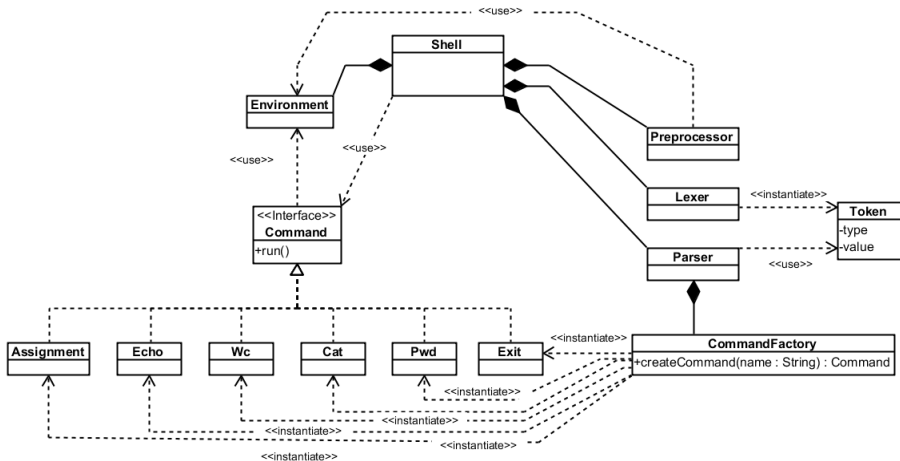 <<use>>
Shell
Environment
Preprocessor
<<use>>
<<use>>
Lexer
<<instantiate>>
Token
-type
-value
<<Interface>>
Command
+run()
Parser
<<use>>
Assignment
Echo
Wc
Cat
Pwd
Exit
<<instantiate>>
CommandFactory
+createCommand(name : String) : Command
<<instantiate>>
<<instantiate>>
<<instantiate>>
<<instantiate>>
<<instantiate>>